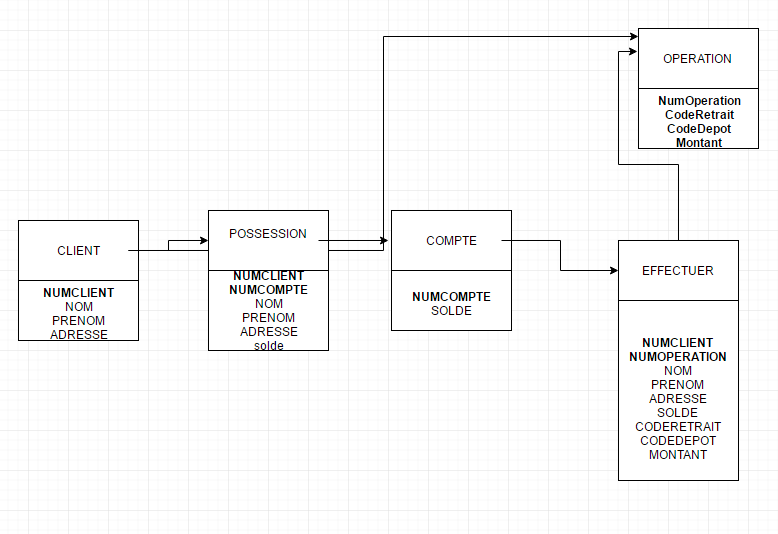 OPERATION
NumOperation
CodeRetrait
CodeDepot
Montant
CLIENT
NUMCLIENT
NOM
PRENOM
ADRESSE
POSSESSION
NUMCLIENT
NUMCOMPTE
NOM
PRENOM
ADRESSE
solde
COMPTE
NUMCOMPTE
SOLDE
EFFECTUER
NUMCLIENT
NUMOPERATION
NOM
PRENOM
ADRESSE
SOLDE
CODERETRAIT
CODEDEPOT
MONTANT